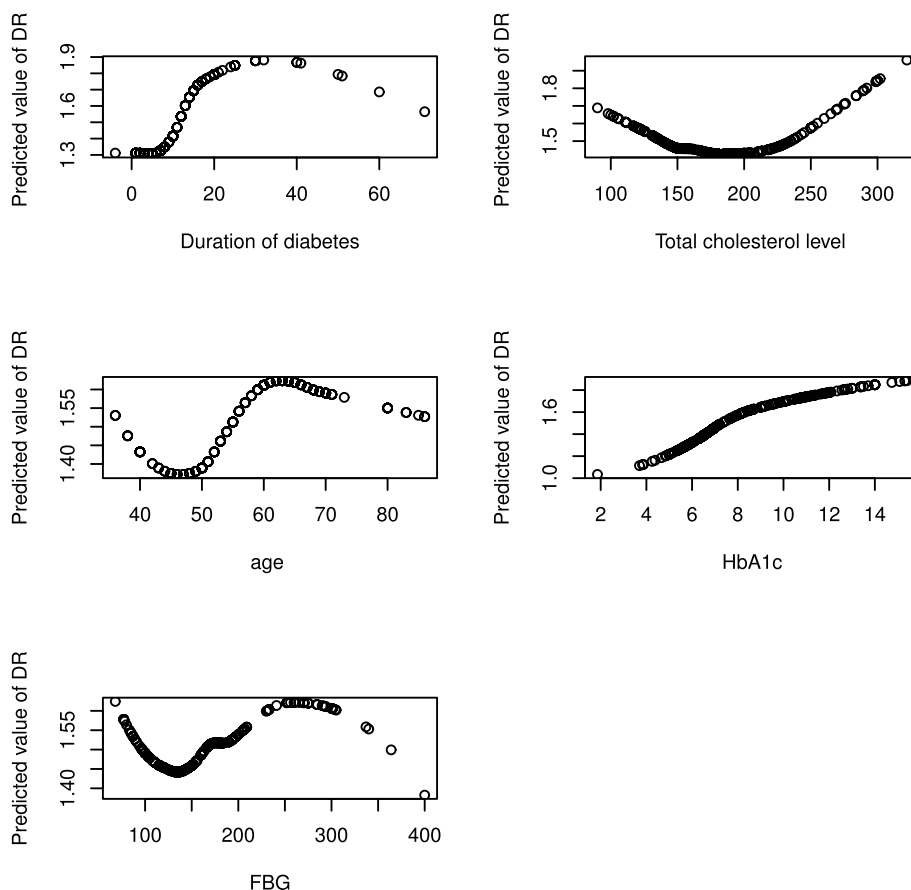 Predicted value of DR
1.3 1.6 1.9
0 20 40 60
Duration of diabetes
Predicted value of DR
1.5 1.8
100 150 200 250 300
Total cholesterol level
Predicted value of DR
1.40 1.55
40 50 60 70 80
age
Predicted value of DR
1.0 1.6
2 4 6 8 10 12 14
HbA1c
Predicted value of DR
1.40 1.55
100 200 300 400
FBG